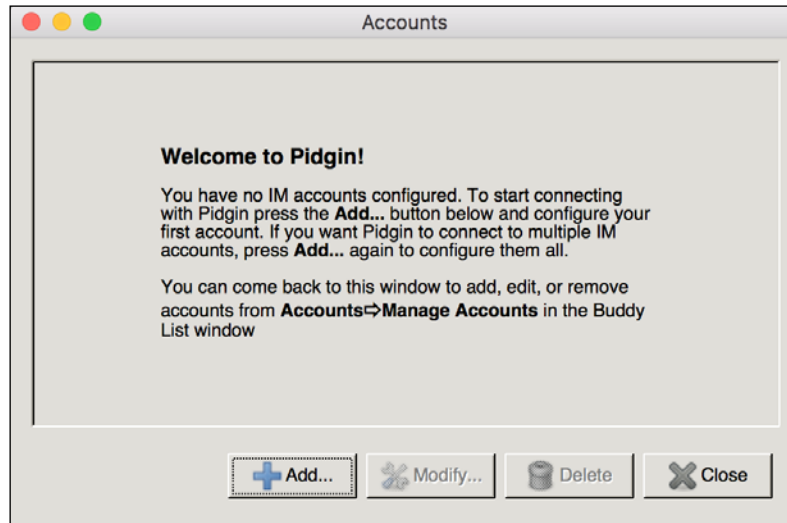 Accounts
Welcome to Pidgin!
You have no IM accounts configured. To start connecting
with Pidgin press the Add... button below and configure your
first account. If you want Pidgin to connect to multiple IM
accounts, press Add... again to configure them all.
You can come back to this window to add, edit, or remove
accounts from Accounts⇨Manage Accounts in the Buddy
List window
Add...
Modify...
Delete
Close